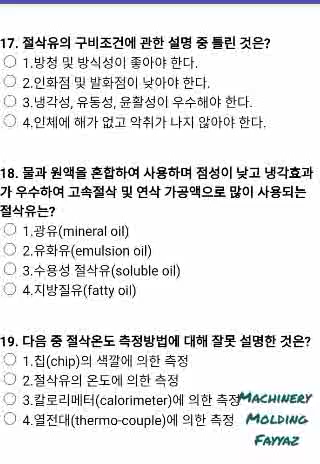 17. 절삭유의 구비조건에 관한 설명 중 틀린 것은?
1.방청 및 방식성이 좋아야 한다.
2.인화점 및 발화점이 낮아야 한다.
3.냉각성, 유동성, 윤활성이 우수해야 한다.
4.인체에 해가 없고 악취가 나지 않아야 한다.
18. 물과 원액을 혼합하여 사용하며 점성이 낮고 냉각효과
가 우수하여 고속절삭 및 연삭 가공액으로 많이 사용되는
절삭유는?
1.광유(mineral oil)
2.유화유(emulsion oil)
3.수용성 절삭유(soluble oil)
4.지방질유(fatty oil)
19. 다음 중 절삭온도 측정방법에 대해 잘못 설명한 것은?
1.칩(chip)의 색깔에 의한 측정
2.절삭유의 온도에 의한 측정
3.칼로리메터(calorimeter)에 의한 측정
4.열전대(thermo-couple)에 의한 측정
MACHINERY
MOLDING
FAYYAZ